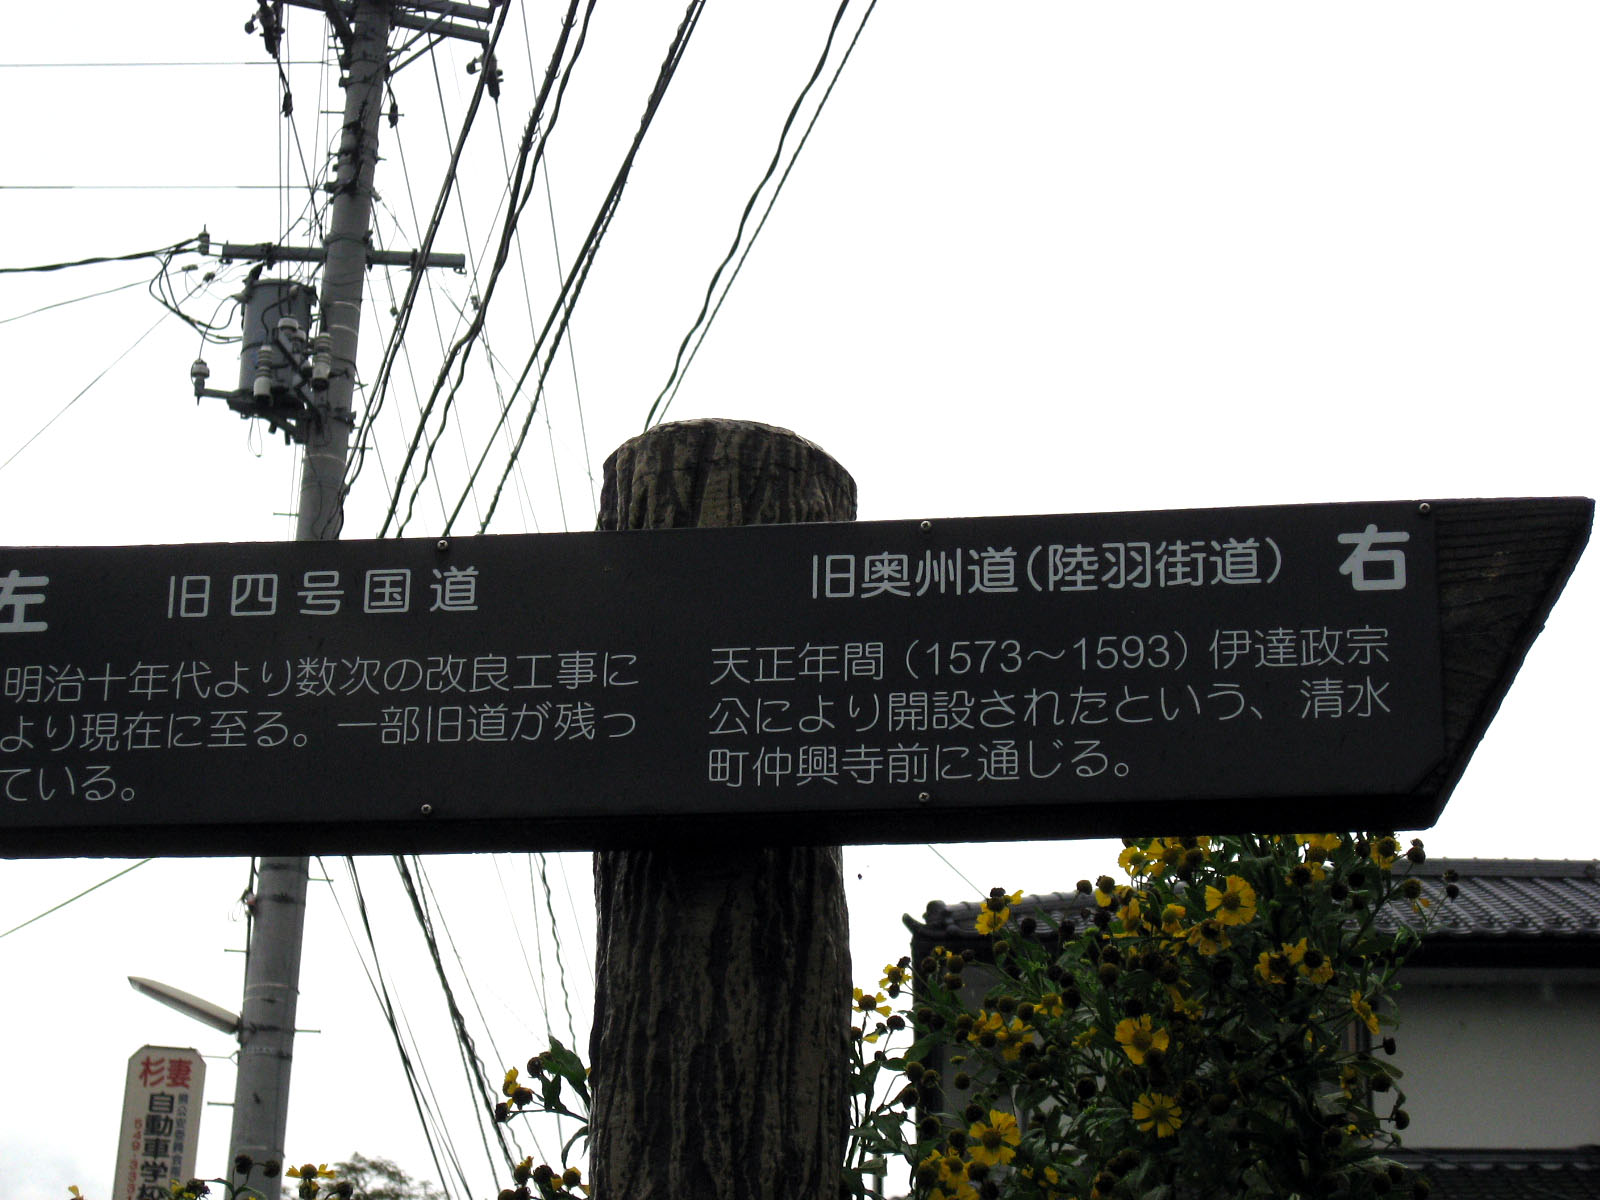 左 旧四号国道
明治十年代より数次の改良工事に
より現在に至る。一部旧道が残っ
ている。
旧奥州道(陸羽街道) 右
天正年間(1573〜1593)伊達政宗
公により開設されたという、清水
町仲興寺前に通じる。
杉妻
自動車学校